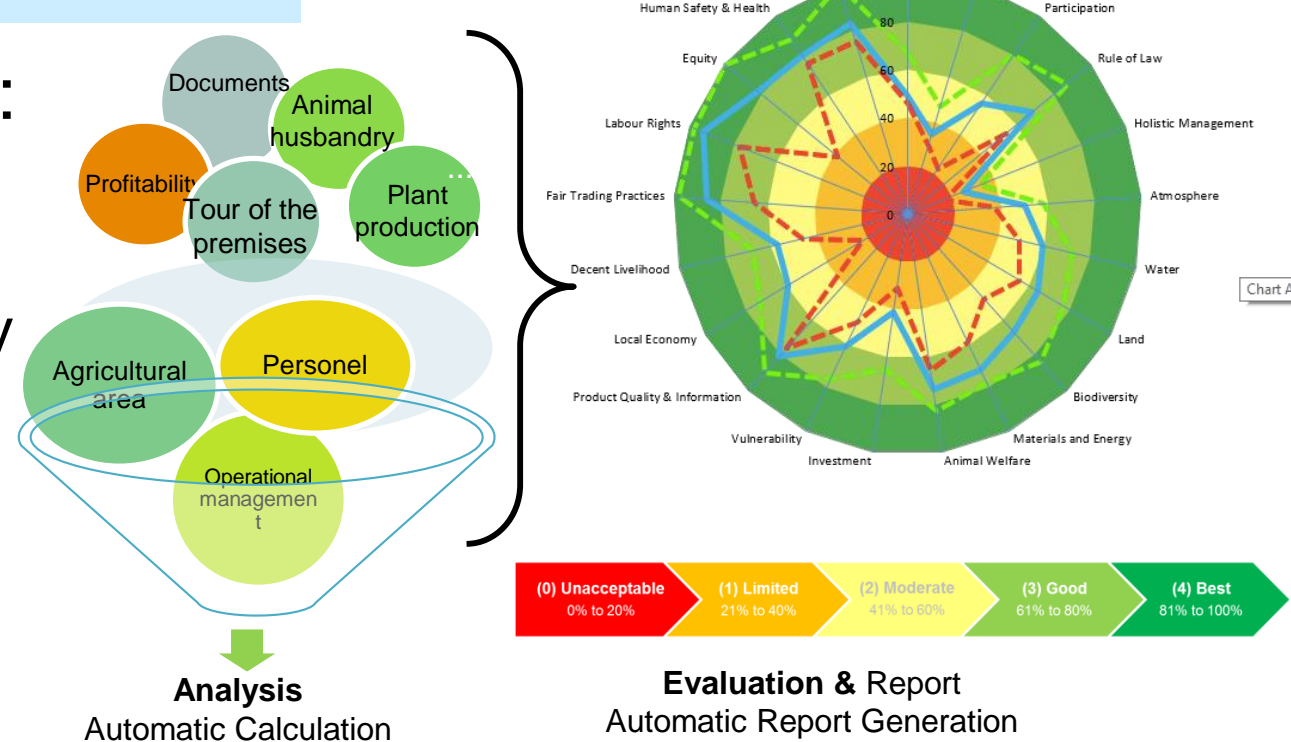 :
Documents
Animal
husbandry
Profitability
Tour of the
premises
...
Plant
production
y
Agricultural
area
Personel
Operational
managemen
t
Analysis
Automatic Calculation
Human Safety & Health
Participation
Equity
Rule of Law
Labour Rights
Holistic Management
Fair Trading Practices
Atmosphere
Decent Livelihood
Water
Local Economy
Land
Product Quality & Information
Biodiversity
Vulnerability
Materials and Energy
Investment
Animal Welfare
80
60
40
20
0
Chart A
(0) Unacceptable
0% to 20%
(1) Limited
21% to 40%
(2) Moderate
41% to 60%
(3) Good
61% to 80%
(4) Best
81% to 100%
Evaluation & Report
Automatic Report Generation